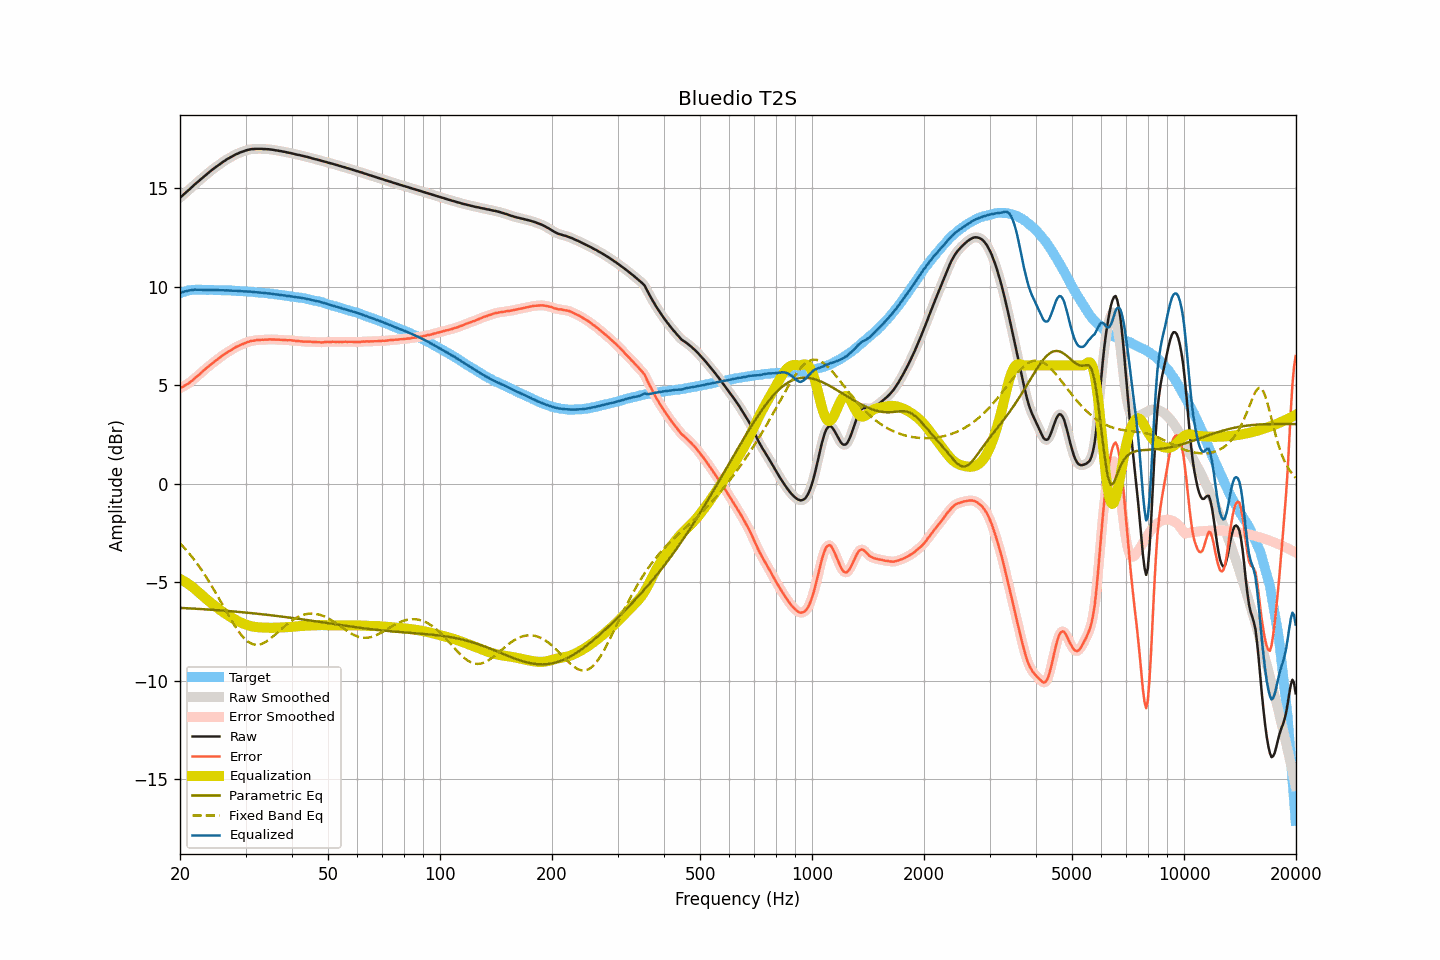 Bluedio T2S
Amplitude (dBr)
15
10
5
0
−5
−10
−15
Target
Raw Smoothed
Error Smoothed
Raw
Error
Equalization
Parametric Eq
Fixed Band Eq
Equalized
20 50 100 200 500 1000 2000 5000 10000 20000
Frequency (Hz)